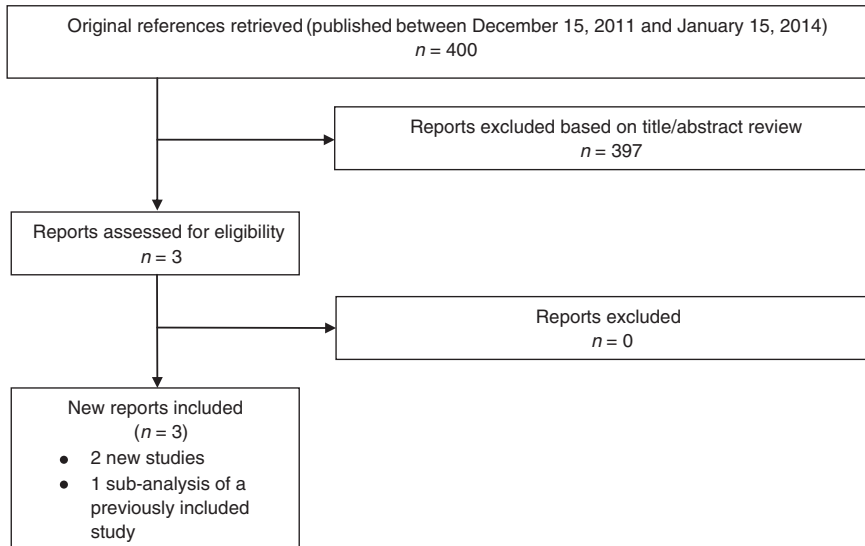 Original references retrieved (published between December 15, 2011 and January 15, 2014)
n = 400
Reports excluded based on title/abstract review
n = 397
Reports assessed for eligibility
n = 3
Reports excluded
n = 0
New reports included
(n = 3)
● 2 new studies
● 1 sub-analysis of a
previously included
study